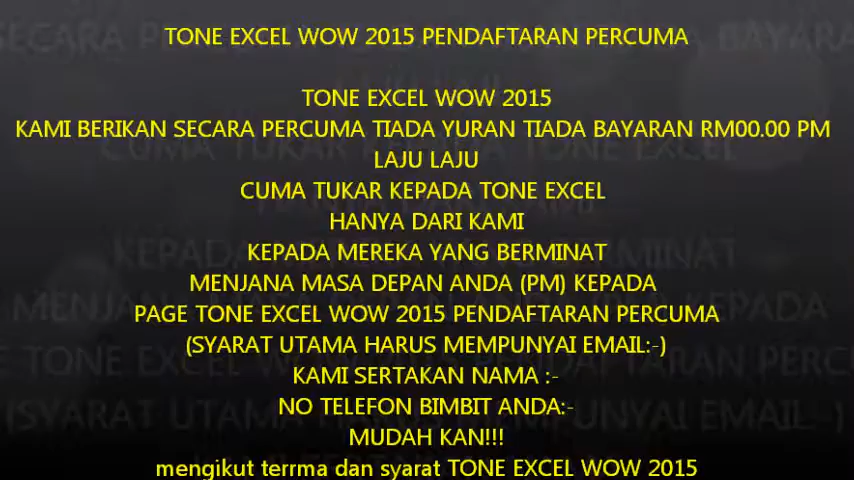 TONE EXCEL WOW 2015 PENDAFTARAN PERCUMA
TONE EXCEL WOW 2015
KAMI BERIKAN SECARA PERCUMA TIADA YURAN TIADA BAYARAN RM00.00 PM
LAJU LAJU
CUMA TUKAR KEPADA TONE EXCEL
HANYA DARI KAMI
KEPADA MEREKA YANG BERMINAT
MENJANA MASA DEPAN ANDA (PM) KEPADA
PAGE TONE EXCEL WOW 2015 PENDAFTARAN PERCUMA
(SYARAT UTAMA HARUS MEMPUNYAI EMAIL:-)
KAMI SERTAKAN NAMA :-
NO TELEFON BIMBIT ANDA:-
MUDAH KAN!!!
mengikut terrma dan syarat TONE EXCEL WOW 2015